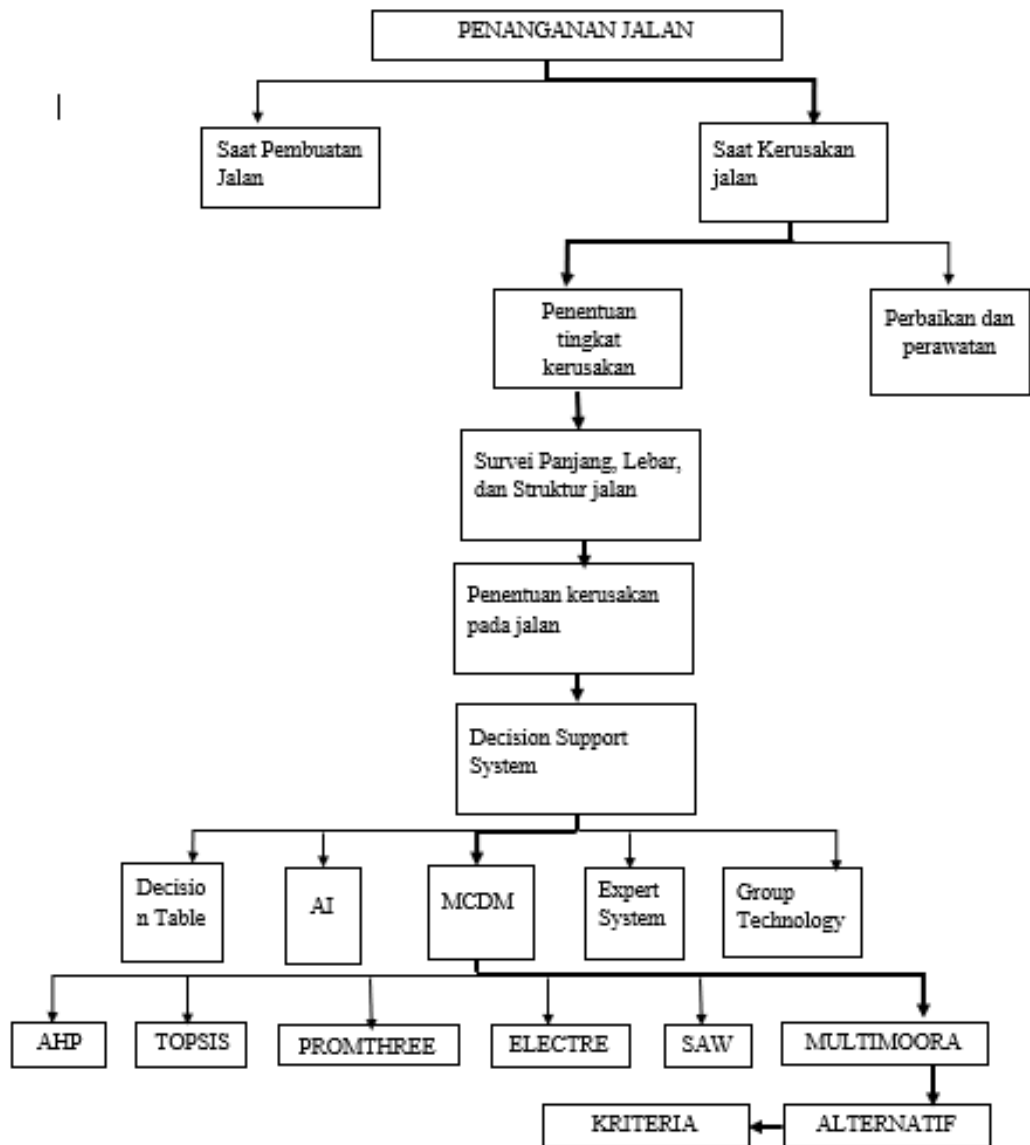 PENANGANAN JALAN
Saat Pembuatan
Jalan
Saat Kerusakan
jalan
Penentuan
tingkat
kerusakan
Perbaikan dan
perawatan
Survei Panjang, Lebar,
dan Struktur jalan
Penentuan kerusakan
pada jalan
Decision Support
System
Decisio
n Table
AI
MCDM
Expert
System
Group
Technology
AHP
TOPSIS
PROMTHREE
ELECTRE
SAW
MULTIMOORA
KRITERIA
ALTERNATIF